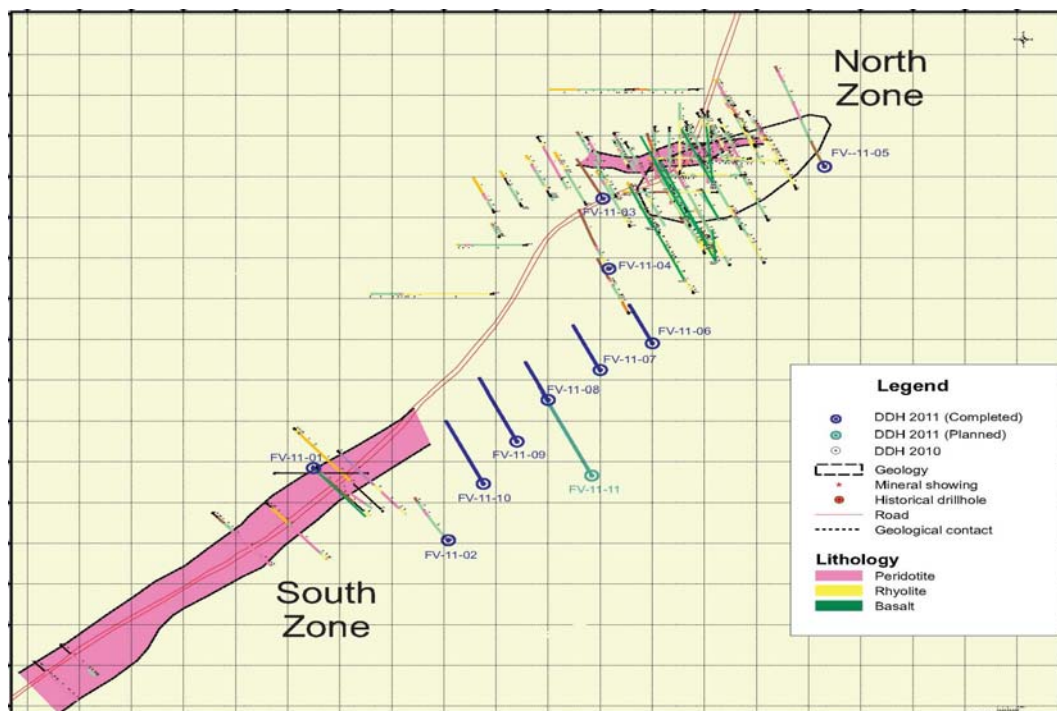 North
Zone
FV--11-05
FV-11-03
FV-11-04
FV-11-06
FV-11-07
FV-11-08
FV-11-09
FV-11-01
FV-11-10
FV-11-11
FV-11-02
South
Zone
Legend
DDH 2011 (Completed)
DDH 2011 (Planned)
DDH 2010
Geology
Mineral showing
Historical drillhole
Road
Geological contact
Lithology
Peridotite
Rhyolite
Basalt